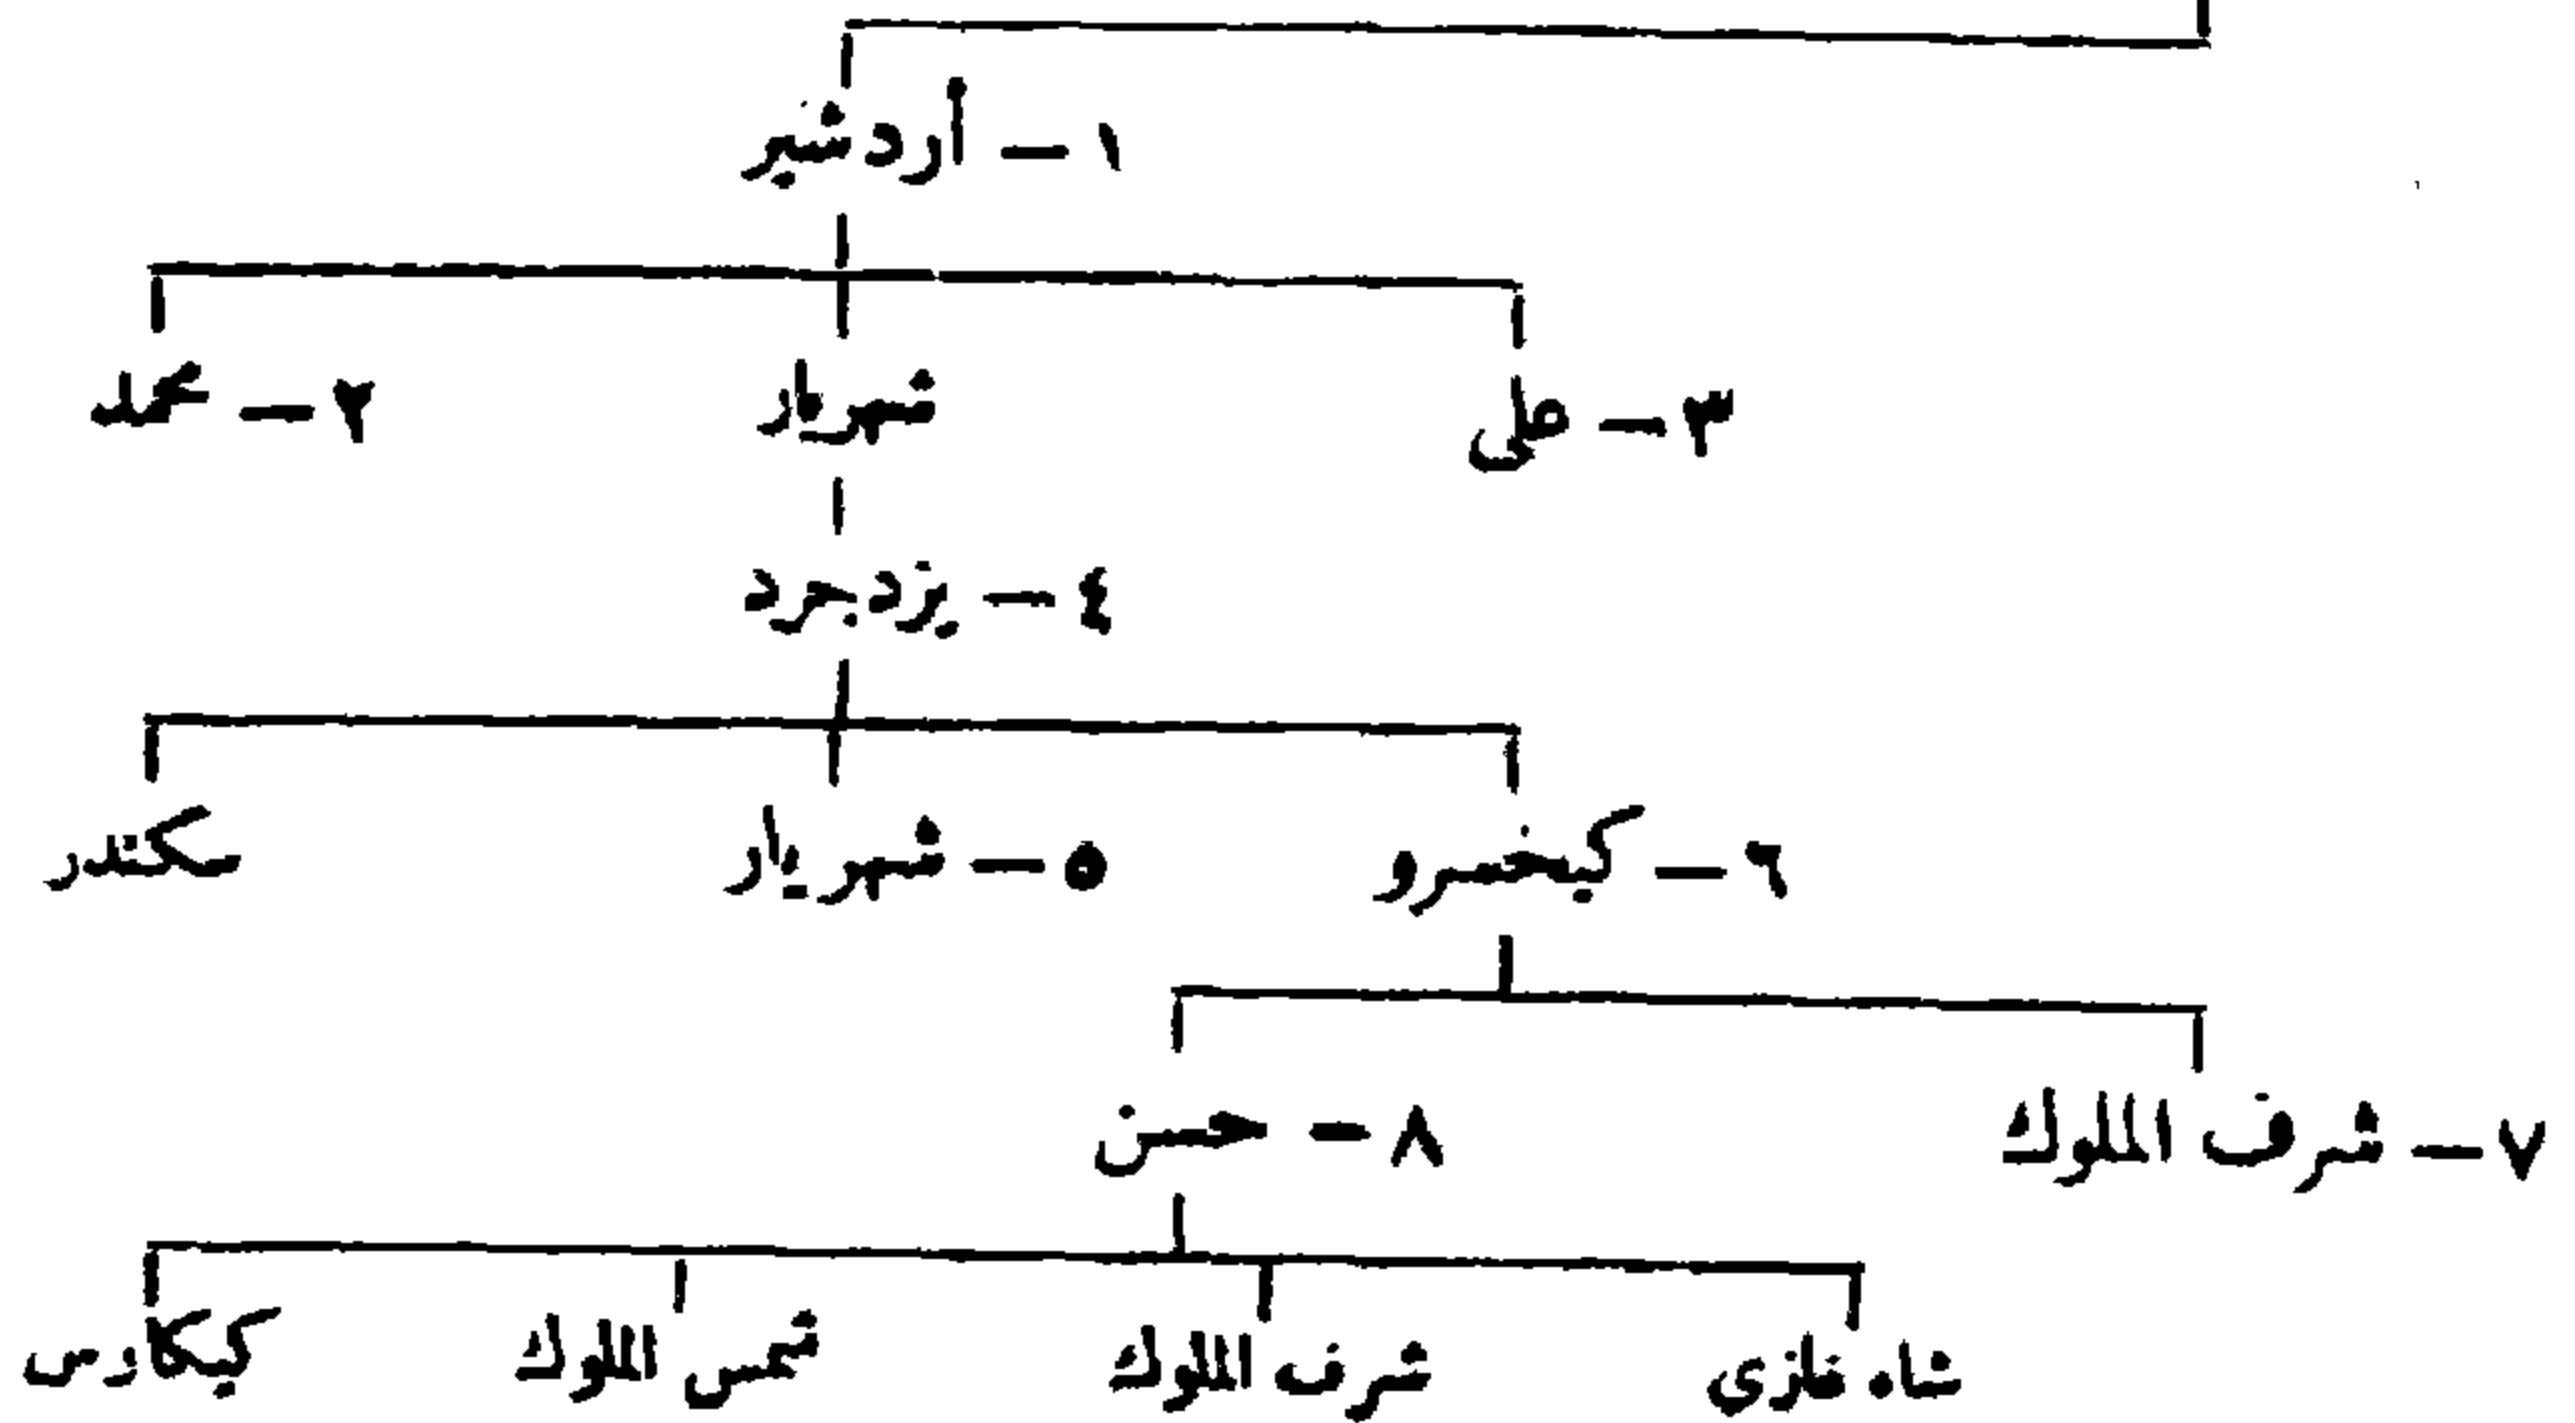 ١ – أردشير
٣ – على شهريار ٢ – محمد
٤ – يزدجرد
٦ – كيخسرو ٥ – شهريار سكندر
٧ – شرف الملوك ٨ – حسن
شاه غازى شرف الملوك شمس الملوك كيكاوس